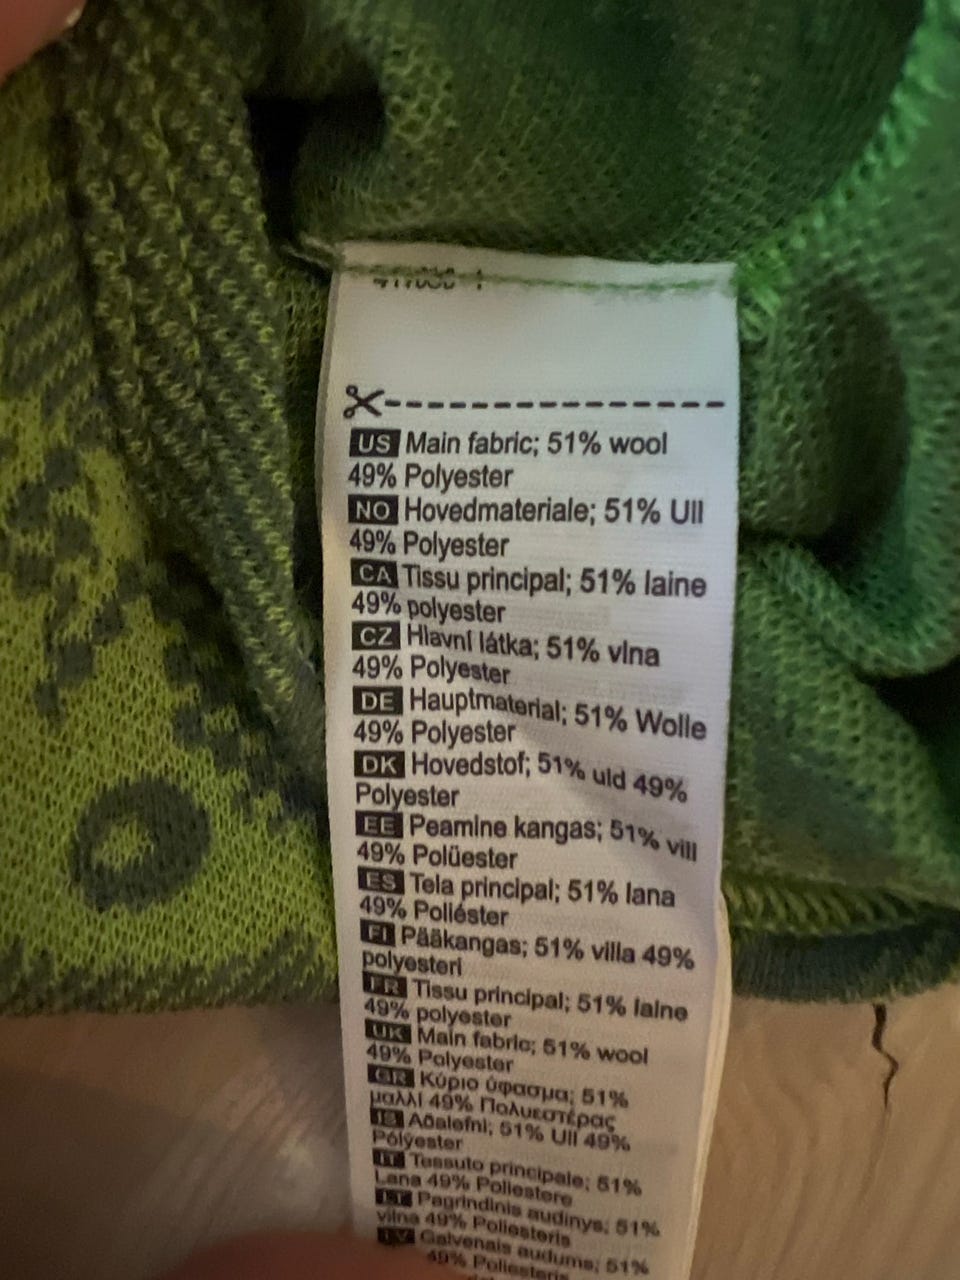 US Main fabric; 51% wool
49% Polyester
NO Hovedmateriale; 51% Ull
49% Polyester
CA Tissu principal; 51% laine
49% polyester
CZ Hlavní látka; 51% vlna
49% Polyester
DE Hauptmaterial; 51% Wolle
49% Polyester
DK Hovedstof; 51% uld 49%
Polyester
EE Peamine kangas; 51% vill
49% Polüester
ES Tela principal; 51% lana
49% Poliéster
FI Pääkangas; 51% villa 49%
polyesteri
FR Tissu principal; 51% laine
49% polyester
UK Main fabric; 51% wool
49% Polyester
GR Κύριο ύφασμα; 51%
μαλλί 49% Πολυεστέρας
IS Aðalefni; 51% Ull 49%
Pólýester
IT Tessuto principale; 51%
Lana 49% Poliestere
LT Pagrindinis audinys; 51%
vilna 49% Poliesteris
LV Galvenais audums; 51%
49% Poliesteris